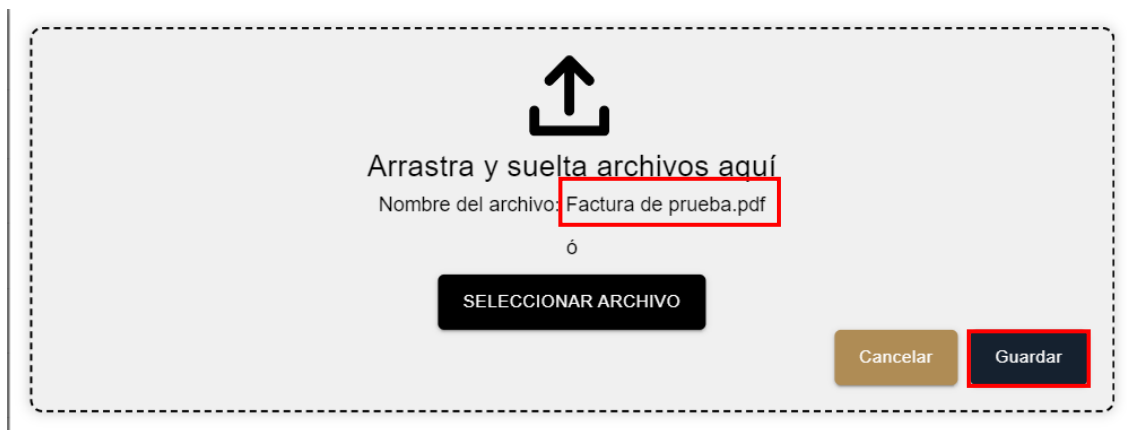 Arrastra y suelta archivos aquí
Nombre del archivo: Factura de prueba.pdf
ó
SELECCIONAR ARCHIVO
Cancelar
Guardar